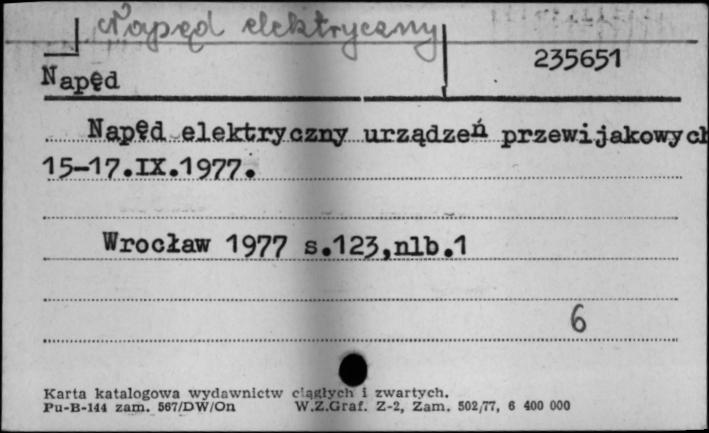 Napęd elektryczny
235651
Napęd
Napęd elektryczny urządzeń przewijakowych
15-17.IX.1977.
Wrocław 1977 s.123,nlb.1
6
Karta katalogowa wydawnictw ciągłych i zwartych.
Pu-B-144 zam. 567/DW/On W.Z.Graf. Z-2, Zam. 502/77, 6 400 000